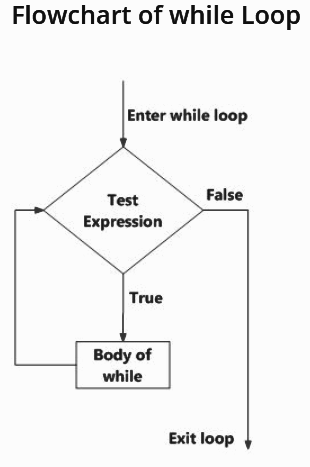 Flowchart of while Loop
Enter while loop
Test
Expression
False
True
Body of
while
Exit loop